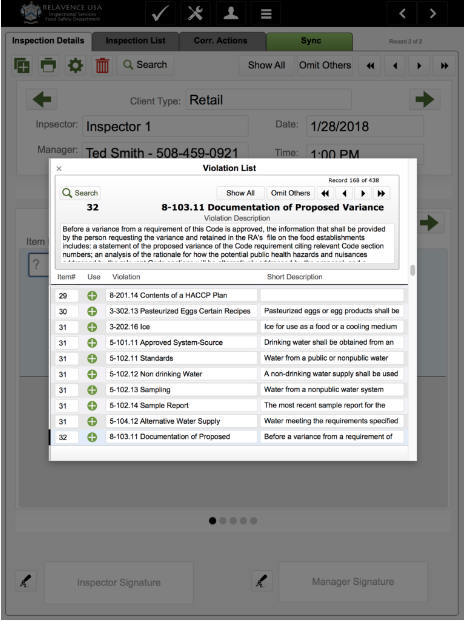 RELAVENCE USA
Inspectional Services
Food Safety Department
Inspection Details
Inspection List
Corr. Actions
Sync
Record 2 of 2
Search
Show All
Omit Others
Client Type: Retail
Inpsector: Inspector 1
Date: 1/28/2018
Manager: Ted Smith - 508-459-0921
Time: 1:00 PM
Item
?
× Violation List
Record 168 of 438
Search
Show All
Omit Others
32 8-103.11 Documentation of Proposed Variance
Violation Description
Before a variance from a requirement of this Code is approved, the information that shall be provided
by the person requesting the variance and retained in the RA's file on the food establishments
includes: a statement of the proposed variance of the Code requirement citing relevant Code section
numbers; an analysis of the rationale for how the potential public health hazards and nuisances
Item# Use Violation Short Description
29 8-201.14 Contents of a HACCP Plan
30 3-302.13 Pasteurized Eggs Certain Recipes Pasteurized eggs or egg products shall be
31 3-202.16 Ice Ice for use as a food or a cooling medium
31 5-101.11 Approved System-Source Drinking water shall be obtained from an
31 5-102.11 Standards Water from a public or nonpublic water
31 5-102.12 Non drinking Water A non-drinking water supply shall be used
31 5-102.13 Sampling Water from a nonpublic water system
31 5-102.14 Sample Report The most recent sample report for the
31 5-104.12 Alternative Water Supply Water meeting the requirements specified
32 8-103.11 Documentation of Proposed Before a variance from a requirement of
Inspector Signature
Manager Signature